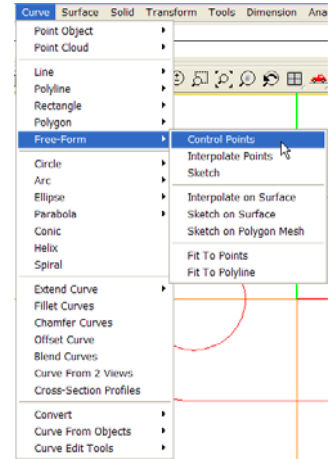 Curve Surface Solid Transform Tools Dimension Ana
Point Object
Point Cloud
Line
Polyline
Rectangle
Polygon
Free-Form
Circle
Arc
Ellipse
Parabola
Conic
Helix
Spiral
Extend Curve
Fillet Curves
Chamfer Curves
Offset Curve
Blend Curves
Curve From 2 Views
Cross-Section Profiles
Convert
Curve From Objects
Curve Edit Tools
Control Points
Interpolate Points
Sketch
Interpolate on Surface
Sketch on Surface
Sketch on Polygon Mesh
Fit To Points
Fit To Polyline